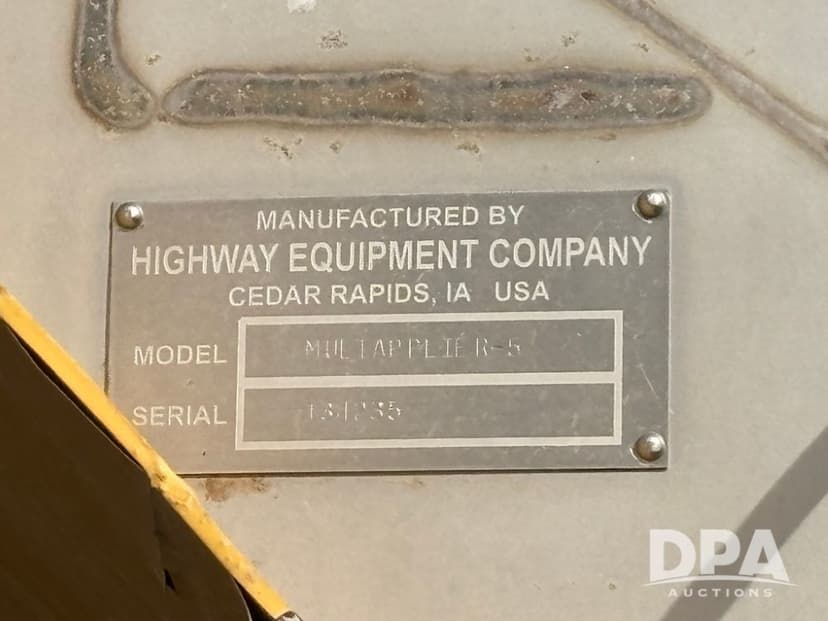 MANUFACTURED BY
HIGHWAY EQUIPMENT COMPANY
CEDAR RAPIDS, IA USA
MODEL MULTAPPLIER-5
SERIAL
DPA
AUCTIONS